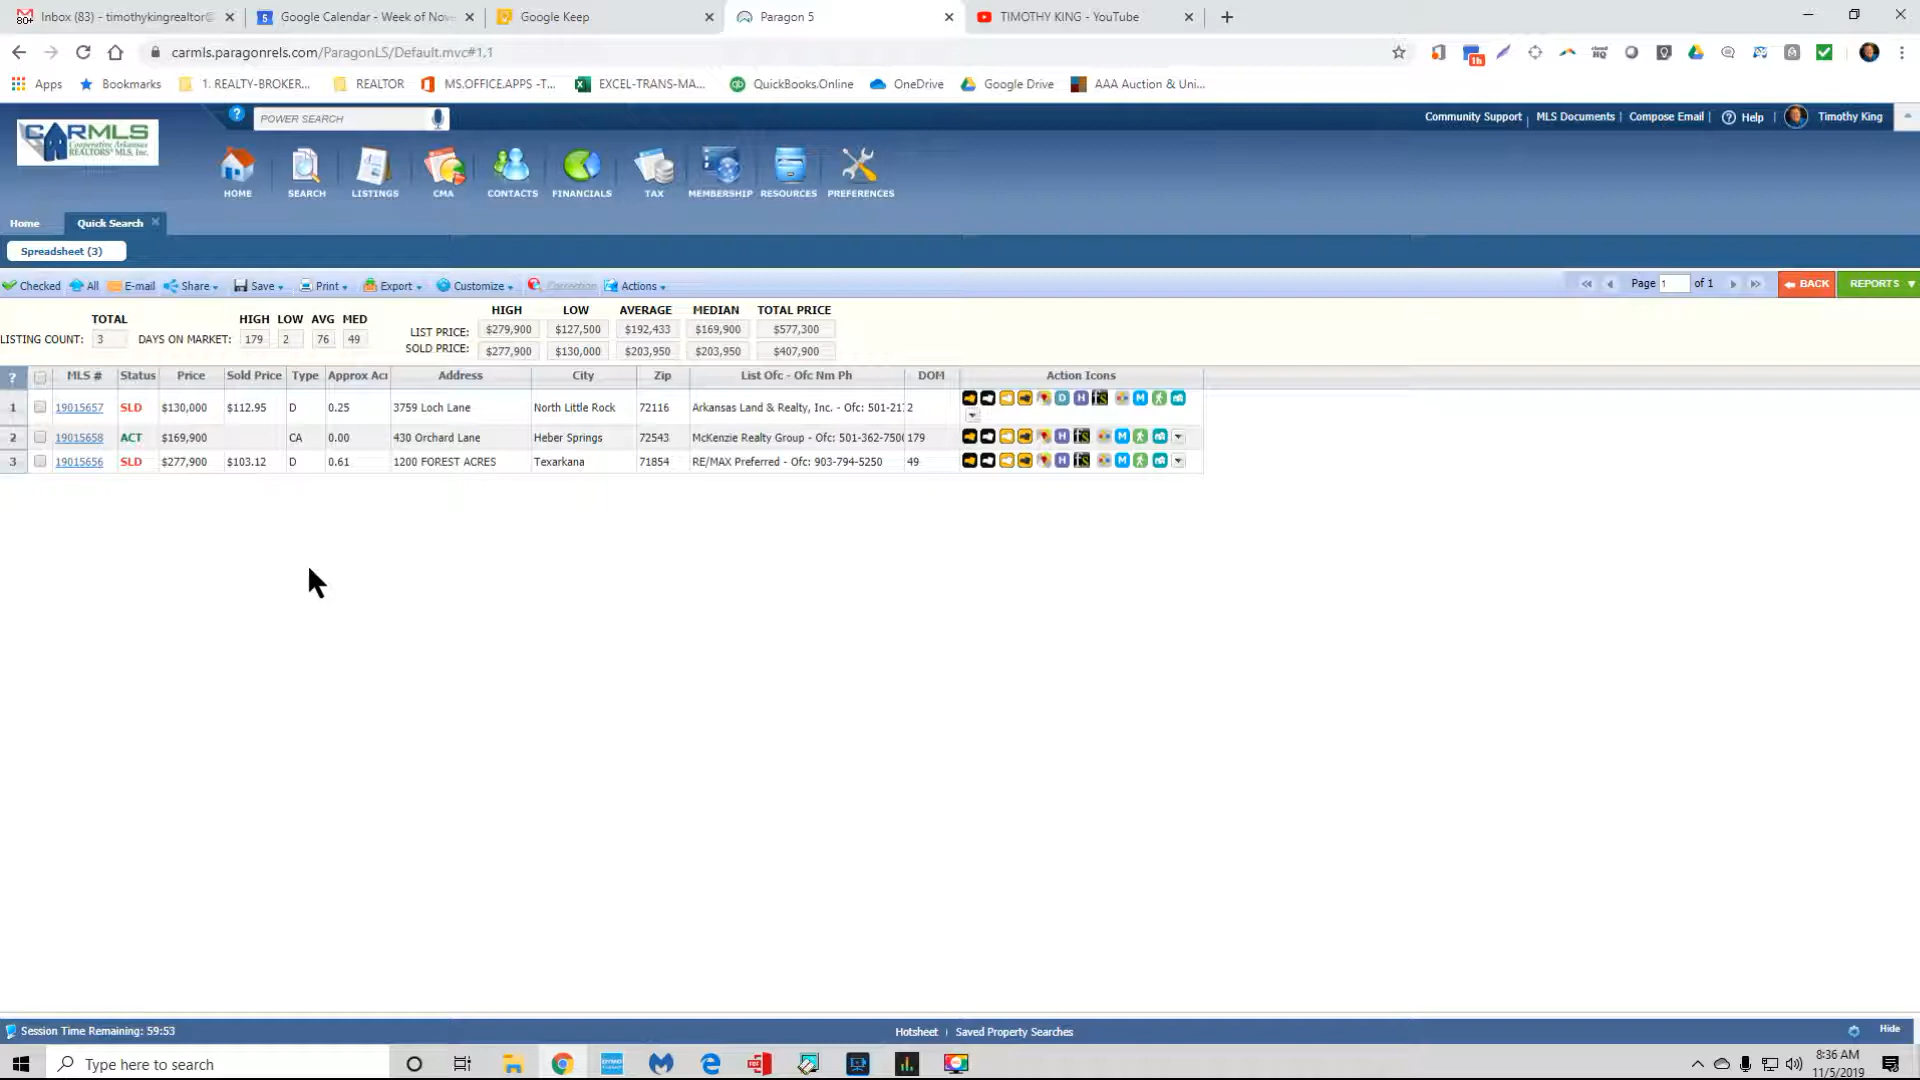 Inbox (83) - timothykingrealtor@
Google Calendar - Week of Nov
Google Keep
Paragon 5
TIMOTHY KING - YouTube
carmls.paragonrels.com/ParagonLS/Default.mvc#1,1
Apps
Bookmarks
1. REALTY-BROKER...
REALTOR
MS.OFFICE.APPS -T...
EXCEL-TRANS-MA...
QuickBooks.Online
OneDrive
Google Drive
AAA Auction & Uni...
CARMLS
Cooperative Arkansas
REALTORS® MLS, Inc.
POWER SEARCH
Community Support | MLS Documents | Compose Email | Help | Timothy King
HOME SEARCH LISTINGS CMA CONTACTS FINANCIALS TAX MEMBERSHIP RESOURCES PREFERENCES
Home Quick Search
Spreadsheet (3)
Checked All E-mail Share Save Print Export Customize Correction Actions Page 1 of 1 BACK REPORTS
TOTAL HIGH LOW AVG MED
LISTING COUNT: 3 DAYS ON MARKET: 179 2 76 49
HIGH LOW AVERAGE MEDIAN TOTAL PRICE
LIST PRICE: $279,900 $127,500 $192,433 $169,900 $577,300
SOLD PRICE: $277,900 $130,000 $203,950 $203,950 $407,900
? MLS # Status Price Sold Price Type Approx Acr Address City Zip List Ofc - Ofc Nm Ph DOM Action Icons
1 19015657 SLD $130,000 $112.95 D 0.25 3759 Loch Lane North Little Rock 72116 Arkansas Land & Realty, Inc. - Ofc: 501-21: 2
2 19015658 ACT $169,900 CA 0.00 430 Orchard Lane Heber Springs 72543 McKenzie Realty Group - Ofc: 501-362-7500 179
3 19015656 SLD $277,900 $103.12 D 0.61 1200 FOREST ACRES Texarkana 71854 RE/MAX Preferred - Ofc: 903-794-5250 49
Session Time Remaining: 59:53
Hotsheet | Saved Property Searches
Hide
Type here to search
8:36 AM
11/5/2019